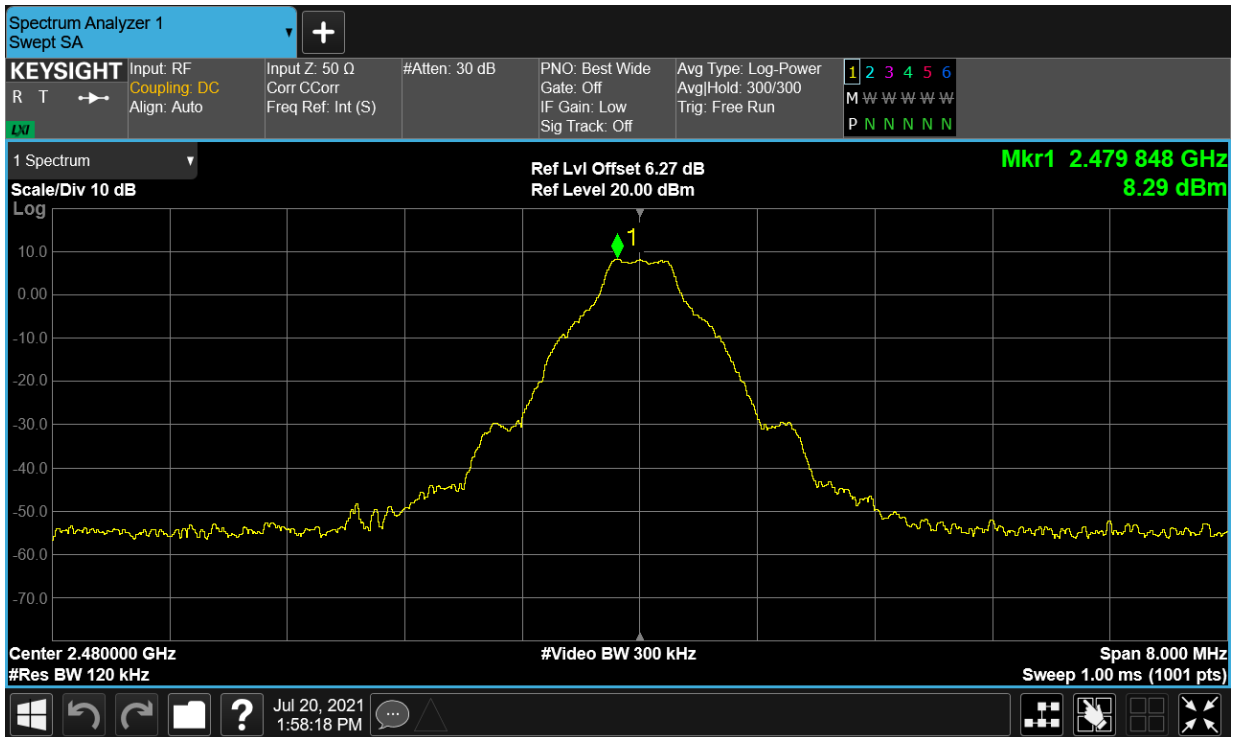 Spectrum Analyzer 1
Swept SA
▼
+
KEYSIGHT
R T
LXI
Input: RF
Coupling: DC
Align: Auto
Input Z: 50 Ω
Corr CCorr
Freq Ref: Int (S)
#Atten: 30 dB
PNO: Best Wide
Gate: Off
IF Gain: Low
Sig Track: Off
Avg Type: Log-Power
Avg|Hold: 300/300
Trig: Free Run
1 2 3 4 5 6
M W W W W W
P N N N N N
1 Spectrum ▼
Scale/Div 10 dB
Ref Lvl Offset 6.27 dB
Ref Level 20.00 dBm
Mkr1 2.479 848 GHz
8.29 dBm
Log
1
10.0
0.00
-10.0
-20.0
-30.0
-40.0
-50.0
-60.0
-70.0
Center 2.480000 GHz
#Res BW 120 kHz
#Video BW 300 kHz
Span 8.000 MHz
Sweep 1.00 ms (1001 pts)
?
Jul 20, 2021
1:58:18 PM